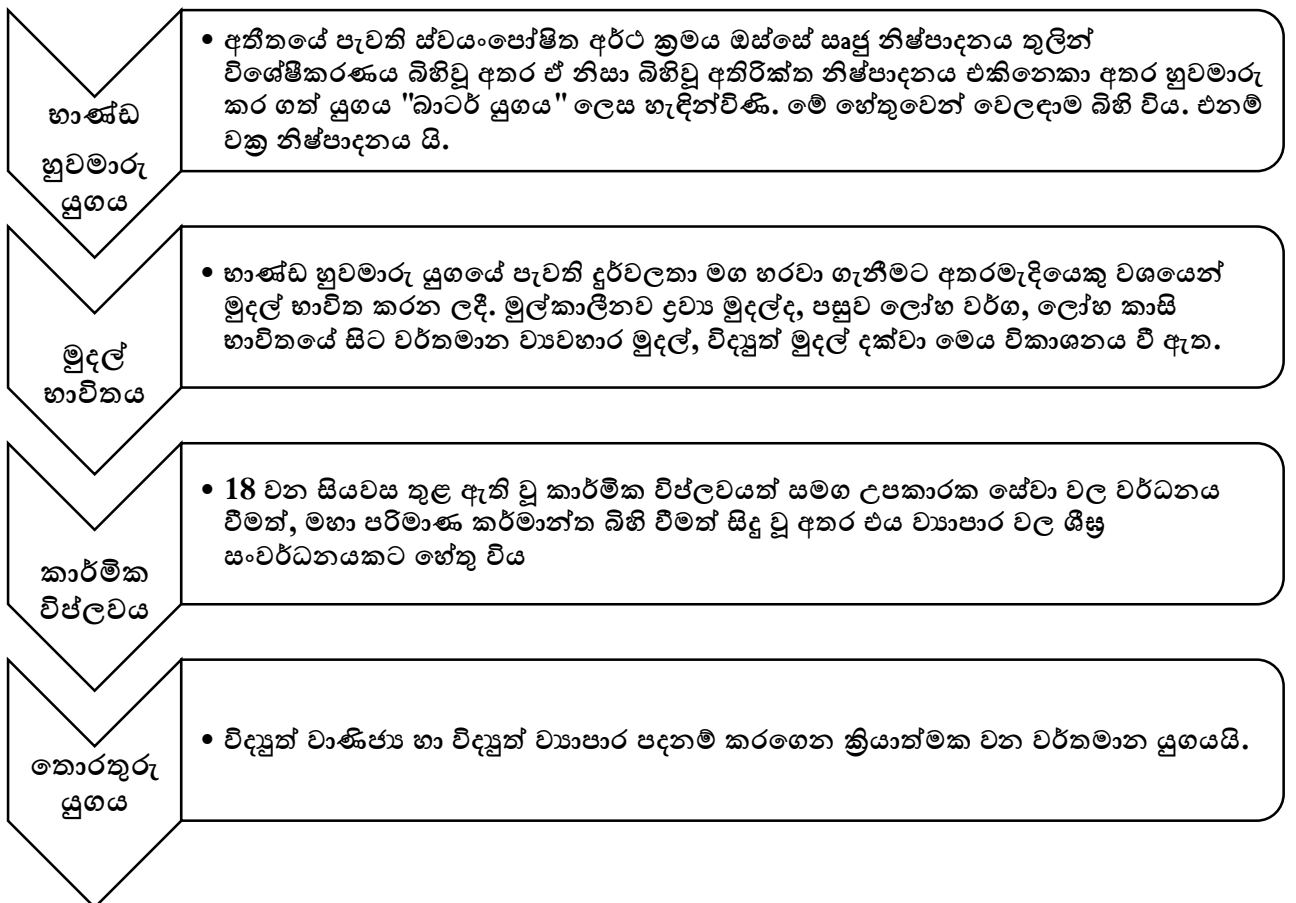 භාණ්ඩ
හුවමාරු
යුගය
• අතීතයේ පැවති ස්වයංපෝෂිත අර්ථ ක්‍රමය ඔස්සේ සෘජු නිෂ්පාදනය තුලින්
විශේෂීකරණය බිහිවූ අතර ඒ නිසා බිහිවූ අතිරික්ත නිෂ්පාදනය එකිනෙකා අතර හුවමාරු
කර ගත් යුගය "බාටර් යුගය" ලෙස හැඳින්විණි. මේ හේතුවෙන් වෙලඳාම බිහි විය. එනම්
වක්‍ර නිෂ්පාදනය යි.
මුදල්
භාවිතය
• භාණ්ඩ හුවමාරු යුගයේ පැවති දුර්වලතා මග හරවා ගැනීමට අතරමැදියෙකු වශයෙන්
මුදල් භාවිත කරන ලදී. මුල්කාලීනව ද්‍රව්‍ය මුදල්ද, පසුව ලෝහ වර්ග, ලෝහ කාසි
භාවිතයේ සිට වර්තමාන ව්‍යවහාර මුදල්, විද්‍යුත් මුදල් දක්වා මෙය විකාශනය වී ඇත.
කාර්මික
විප්ලවය
• 18 වන සියවස තුළ ඇති වූ කාර්මික විප්ලවයත් සමග උපකාරක සේවා වල වර්ධනය
වීමත්, මහා පරිමාණ කර්මාන්ත බිහි වීමත් සිදු වූ අතර එය ව්‍යාපාර වල ශීඝ්‍ර
සංවර්ධනයකට හේතු විය
තොරතුරු
යුගය
• විද්‍යුත් වාණිජ්‍ය හා විද්‍යුත් ව්‍යාපාර පදනම් කරගෙන ක්‍රියාත්මක වන වර්තමාන යුගයයි.